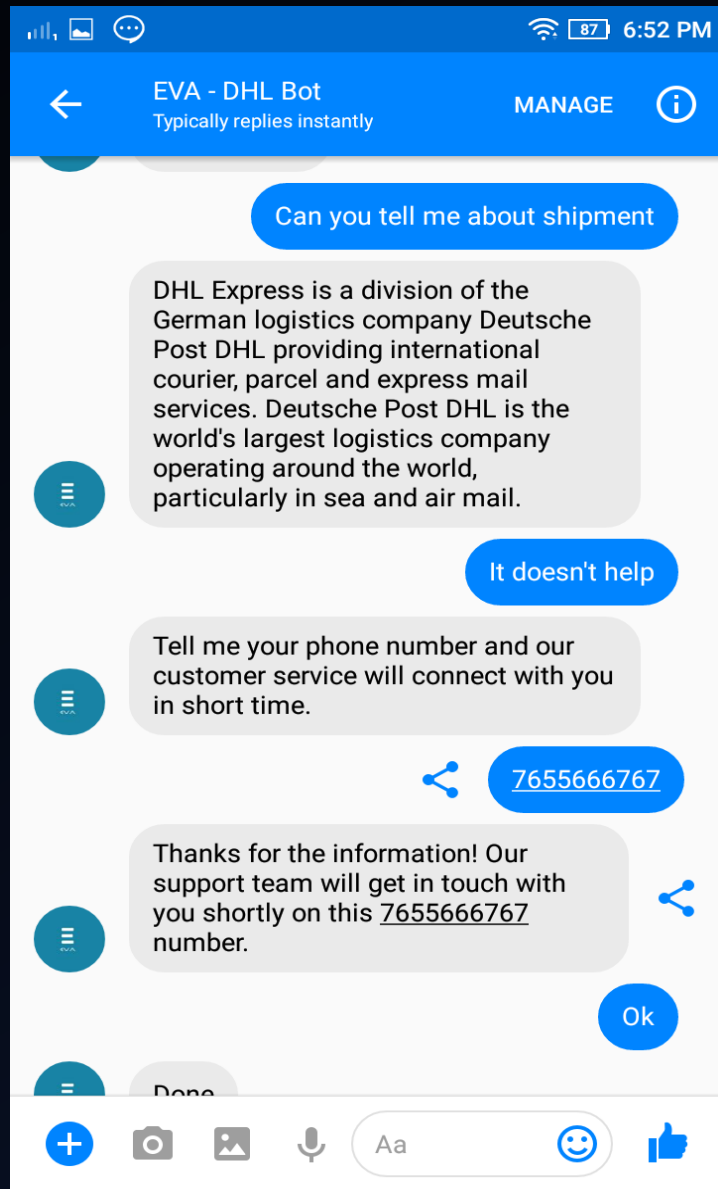 87 6:52 PM
EVA - DHL Bot
Typically replies instantly
MANAGE
Can you tell me about shipment
DHL Express is a division of the
German logistics company Deutsche
Post DHL providing international
courier, parcel and express mail
services. Deutsche Post DHL is the
world's largest logistics company
operating around the world,
particularly in sea and air mail.
It doesn't help
Tell me your phone number and our
customer service will connect with you
in short time.
7655666767
Thanks for the information! Our
support team will get in touch with
you shortly on this 7655666767
number.
Ok
Done
Aa